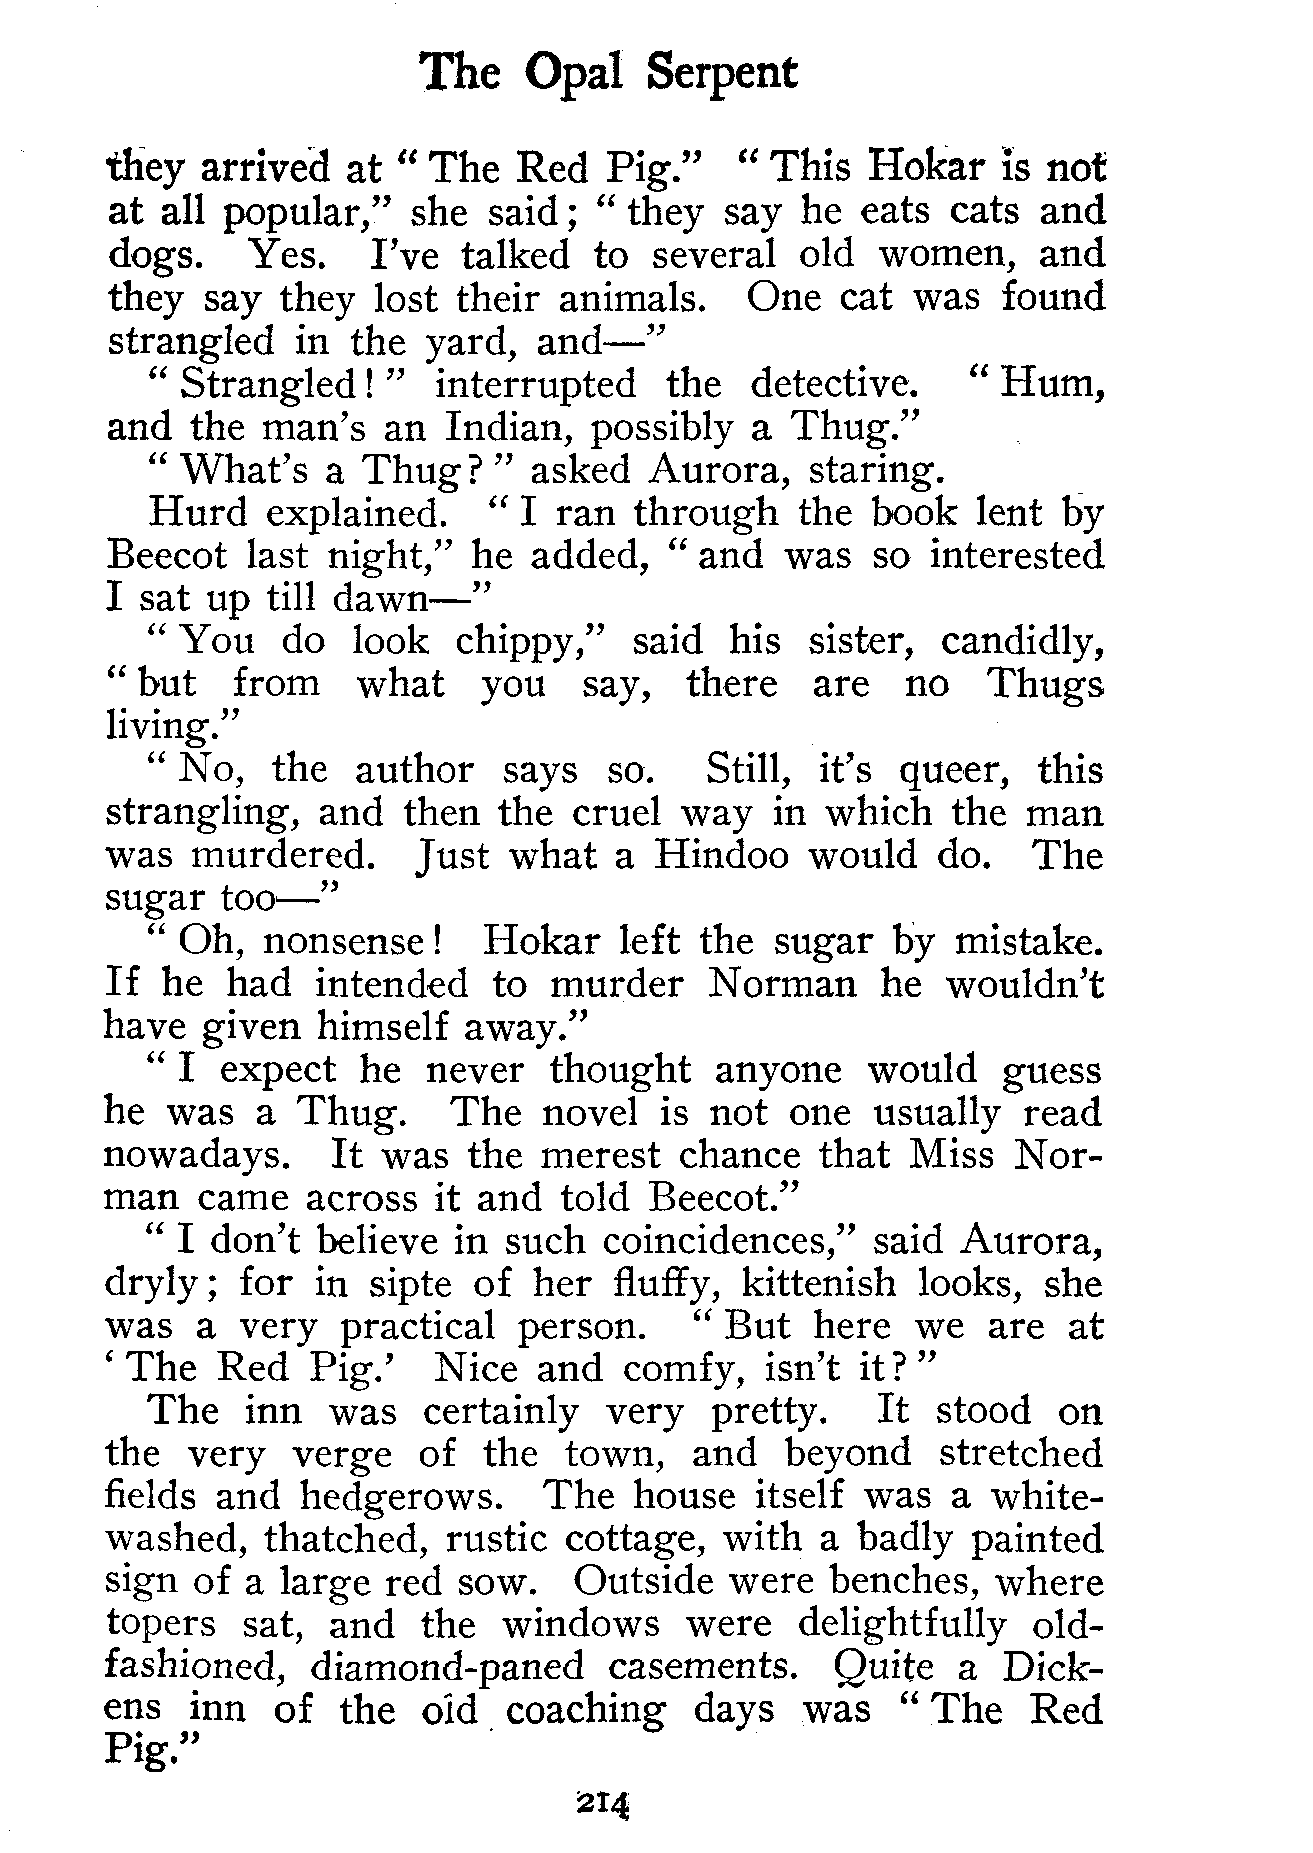 The Opal Serpent
they arrived at “ The Red Pig.” “ This Hokar is not
at all popular,” she said ; “ they say he eats cats and
dogs. Yes. I’ve talked to several old women, and
they say they lost their animals. One cat was found
strangled in the yard, and—”
“ Strangled ! ” interrupted the detective. “ Hum,
and the man’s an Indian, possibly a Thug.”
“ What’s a Thug ? ” asked Aurora, staring.
Hurd explained. “ I ran through the book lent by
Beecot last night,” he added, “ and was so interested
I sat up till dawn—”
“ You do look chippy,” said his sister, candidly,
“ but from what you say, there are no Thugs
living.”
“ No, the author says so. Still, it’s queer, this
strangling, and then the cruel way in which the man
was murdered. Just what a Hindoo would do. The
sugar too—”
“ Oh, nonsense ! Hokar left the sugar by mistake.
If he had intended to murder Norman he wouldn’t
have given himself away.”
“ I expect he never thought anyone would guess
he was a Thug. The novel is not one usually read
nowadays. It was the merest chance that Miss Nor-
man came across it and told Beecot.”
“ I don’t believe in such coincidences,” said Aurora,
dryly ; for in sipte of her fluffy, kittenish looks, she
was a very practical person. “ But here we are at
‘ The Red Pig.’ Nice and comfy, isn’t it ? ”
The inn was certainly very pretty. It stood on
the very verge of the town, and beyond stretched
fields and hedgerows. The house itself was a white-
washed, thatched, rustic cottage, with a badly painted
sign of a large red sow. Outside were benches, where
topers sat, and the windows were delightfully old-
fashioned, diamond-paned casements. Quite a Dick-
ens inn of the old coaching days was “ The Red
Pig.”
214